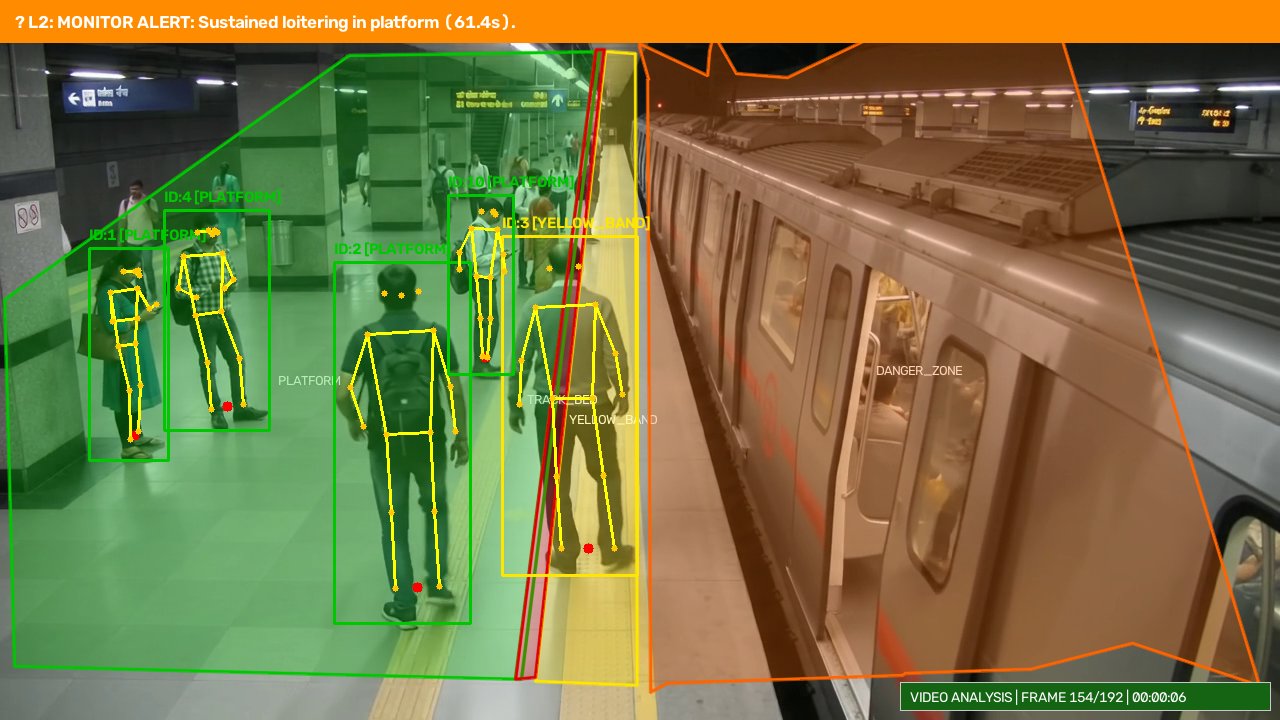 ? L2: MONITOR ALERT: Sustained loitering in platform (61.4s).
ID:4 [PLATFORM]
ID:10 [PLATFORM]
ID:1 [PLATFORM]
ID:3 [YELLOW_BAND]
ID:2 [PLATFORM]
PLATFORM
DANGER_ZONE
TRACK_BED
YELLOW_BAND
VIDEO ANALYSIS | FRAME 154/192 | 00:00:06